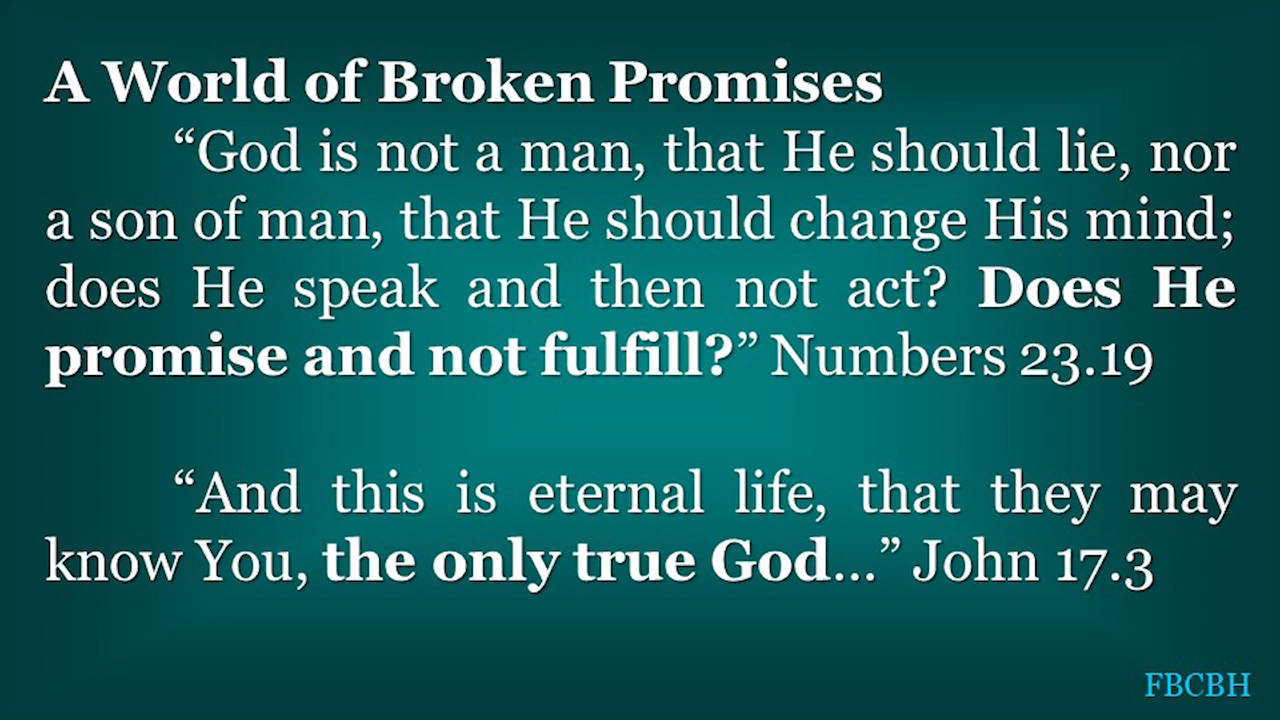 A World of Broken Promises
“God is not a man, that He should lie, nor
a son of man, that He should change His mind;
does He speak and then not act? Does He
promise and not fulfill?” Numbers 23.19
“And this is eternal life, that they may
know You, the only true God…” John 17.3
FBCBH